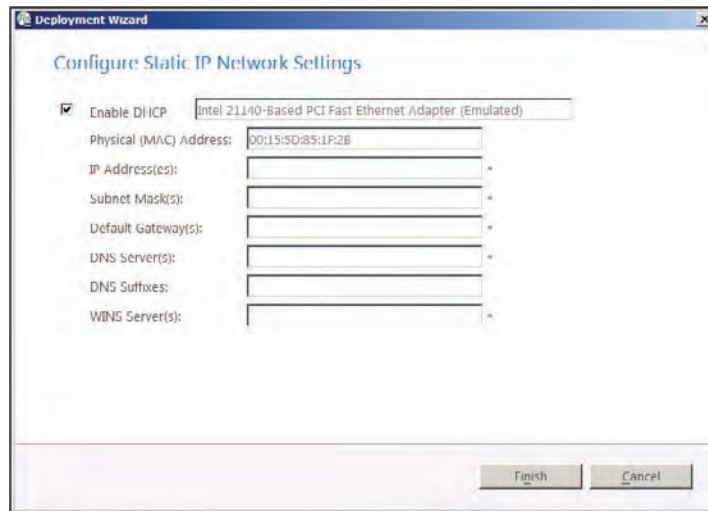 Deployment Wizard
Configure Static IP Network Settings
Enable DHCP Intel 21140-Based PCI Fast Ethernet Adapter (Emulated)
Physical (MAC) Address: 00:15:5D:85:1F:2B
IP Address(es): *
Subnet Mask(s): *
Default Gateway(s): *
DNS Server(s): *
DNS Suffixes:
WINS Server(s): *
Finish Cancel